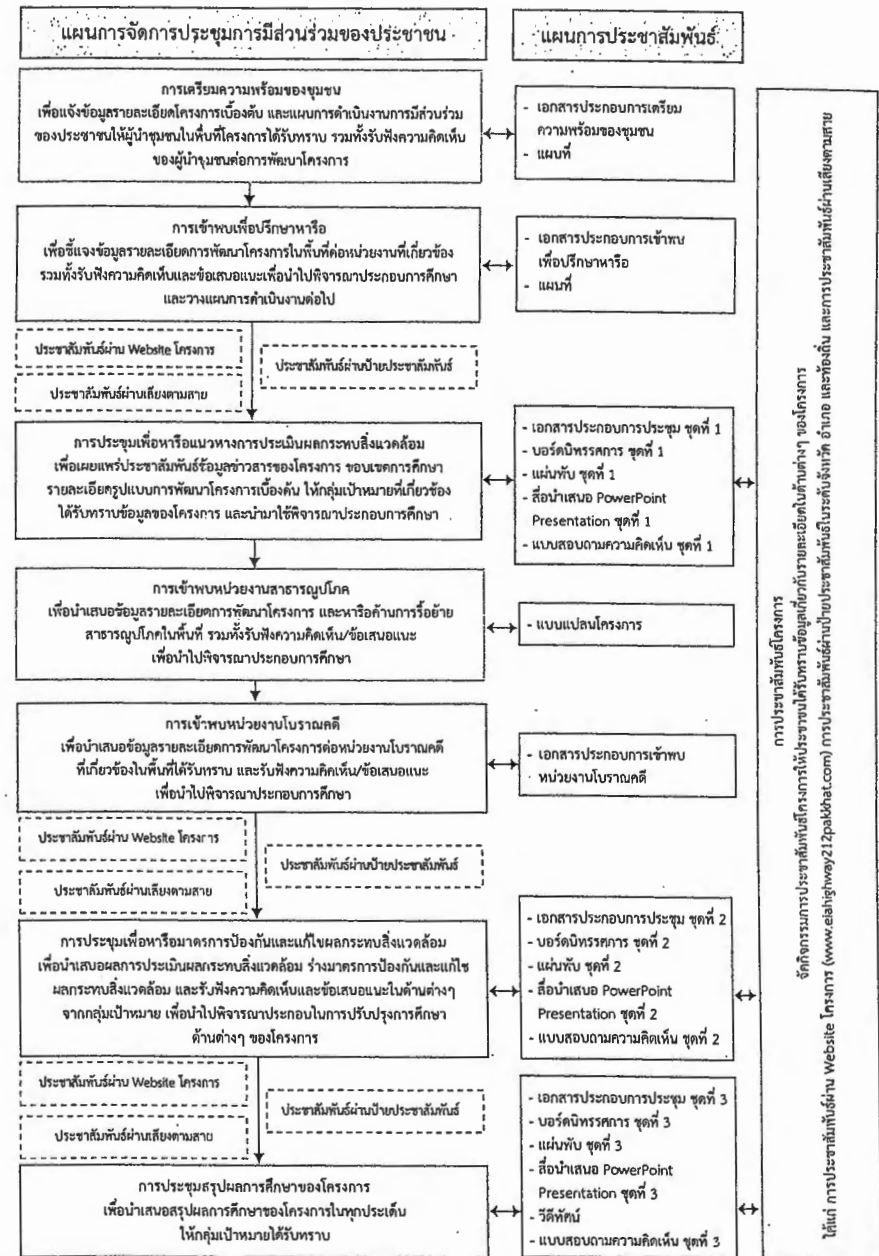 แผนการจัดการประชุมการมีส่วนร่วมของประชาชน
แผนการประชาสัมพันธ์
การเตรียมความพร้อมของชุมชน
เพื่อแจ้งข้อมูลรายละเอียดโครงการเบื้องต้น และแผนการดำเนินงานการมีส่วนร่วม
ของประชาชนให้ผู้นำชุมชนในพื้นที่โครงการได้รับทราบ รวมทั้งรับฟังความคิดเห็น
ของผู้นำชุมชนต่อการพัฒนาโครงการ
- เอกสารประกอบการเตรียม
ความพร้อมของชุมชน
- แผนที่
การเข้าพบเพื่อปรึกษาหารือ
เพื่อชี้แจงข้อมูลรายละเอียดการพัฒนาโครงการในพื้นที่ต่อหน่วยงานที่เกี่ยวข้อง
รวมทั้งรับฟังความคิดเห็นและข้อเสนอแนะเพื่อนำไปพิจารณาประกอบการศึกษา
และวางแผนการดำเนินงานต่อไป
- เอกสารประกอบการเข้าพบ
เพื่อปรึกษาหารือ
- แผนที่
ประชาสัมพันธ์ผ่าน Website โครงการ
ประชาสัมพันธ์ผ่านป้ายประชาสัมพันธ์
ประชาสัมพันธ์ผ่านเสียงตามสาย
การประชุมเพื่อหารือแนวทางการประเมินผลกระทบสิ่งแวดล้อม
เพื่อเผยแพร่ประชาสัมพันธ์ข้อมูลข่าวสารของโครงการ ขอบเขตการศึกษา
รายละเอียดรูปแบบการพัฒนาโครงการเบื้องต้น ให้กลุ่มเป้าหมายที่เกี่ยวข้อง
ได้รับทราบข้อมูลของโครงการ และนำมาใช้พิจารณาประกอบการศึกษา
- เอกสารประกอบการประชุม ชุดที่ 1
- บอร์ดนิทรรศการ ชุดที่ 1
- แผ่นพับ ชุดที่ 1
- สื่อนำเสนอ PowerPoint
Presentation ชุดที่ 1
- แบบสอบถามความคิดเห็น ชุดที่ 1
การเข้าพบหน่วยงานสาธารณูปโภค
เพื่อนำเสนอข้อมูลรายละเอียดการพัฒนาโครงการ และหารือด้านการรื้อย้าย
สาธารณูปโภคในพื้นที่ รวมทั้งรับฟังความคิดเห็น/ข้อเสนอแนะ
เพื่อนำไปพิจารณาประกอบการศึกษา
- แบบแปลนโครงการ
การเข้าพบหน่วยงานโบราณคดี
เพื่อนำเสนอข้อมูลรายละเอียดการพัฒนาโครงการต่อหน่วยงานโบราณคดี
ที่เกี่ยวข้องในพื้นที่ได้รับทราบ และรับฟังความคิดเห็น/ข้อเสนอแนะ
เพื่อนำไปพิจารณาประกอบการศึกษา
- เอกสารประกอบการเข้าพบ
หน่วยงานโบราณคดี
ประชาสัมพันธ์ผ่าน Website โครงการ
ประชาสัมพันธ์ผ่านป้ายประชาสัมพันธ์
ประชาสัมพันธ์ผ่านเสียงตามสาย
การประชุมเพื่อหารือมาตรการป้องกันและแก้ไขผลกระทบสิ่งแวดล้อม
เพื่อนำเสนอผลการประเมินผลกระทบสิ่งแวดล้อม ร่างมาตรการป้องกันและแก้ไข
ผลกระทบสิ่งแวดล้อม และรับฟังความคิดเห็นและข้อเสนอแนะในด้านต่างๆ
จากกลุ่มเป้าหมาย เพื่อนำไปพิจารณาประกอบในการปรับปรุงการศึกษา
ด้านต่างๆ ของโครงการ
- เอกสารประกอบการประชุม ชุดที่ 2
- บอร์ดนิทรรศการ ชุดที่ 2
- แผ่นพับ ชุดที่ 2
- สื่อนำเสนอ PowerPoint
Presentation ชุดที่ 2
- แบบสอบถามความคิดเห็น ชุดที่ 2
ประชาสัมพันธ์ผ่าน Website โครงการ
ประชาสัมพันธ์ผ่านป้ายประชาสัมพันธ์
ประชาสัมพันธ์ผ่านเสียงตามสาย
การประชุมสรุปผลการศึกษาของโครงการ
เพื่อนำเสนอสรุปผลการศึกษาของโครงการในทุกประเด็น
ให้กลุ่มเป้าหมายได้รับทราบ
- เอกสารประกอบการประชุม ชุดที่ 3
- บอร์ดนิทรรศการ ชุดที่ 3
- แผ่นพับ ชุดที่ 3
- สื่อนำเสนอ PowerPoint
Presentation ชุดที่ 3
- วีดีทัศน์
- แบบสอบถามความคิดเห็น ชุดที่ 3
การประชาสัมพันธ์โครงการ
จัดกิจกรรมการประชาสัมพันธ์โครงการให้ประชาชนได้รับทราบข้อมูลเกี่ยวกับรายละเอียดในด้านต่างๆ ของโครงการ
ได้แก่ การประชาสัมพันธ์ผ่าน Website โครงการ (www.eiahighway212pakkhat.com) การประชาสัมพันธ์ผ่านป้ายประชาสัมพันธ์ในระดับจังหวัด อำเภอ และท้องถิ่น และการประชาสัมพันธ์ผ่านเสียงตามสาย